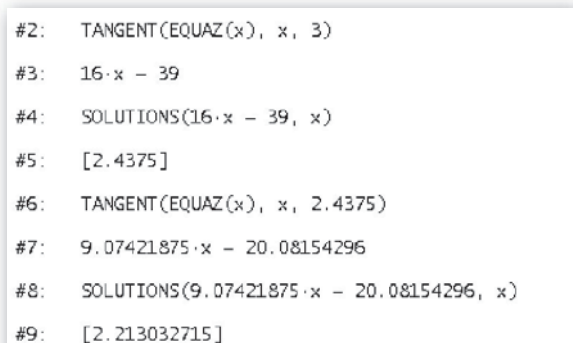 #2: TANGENT(EQUAZ(x), x, 3)
#3: 16·x − 39
#4: SOLUTIONS(16·x − 39, x)
#5: [2.4375]
#6: TANGENT(EQUAZ(x), x, 2.4375)
#7: 9.07421875·x − 20.08154296
#8: SOLUTIONS(9.07421875·x − 20.08154296, x)
#9: [2.213032715]